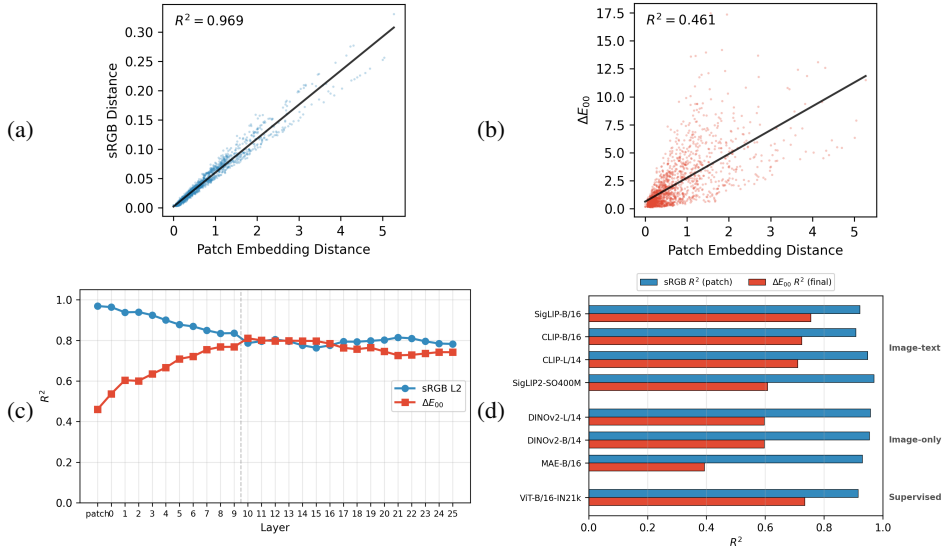 (a)
R² = 0.969
sRGB Distance
0.30
0.25
0.20
0.15
0.10
0.05
0.00
0 1 2 3 4 5
Patch Embedding Distance
(b)
R² = 0.461
ΔE₀₀
17.5
15.0
12.5
10.0
7.5
5.0
2.5
0
0 1 2 3 4 5
Patch Embedding Distance
(c)
R²
1.0
0.8
0.6
0.4
0.2
0.0
sRGB L2
ΔE₀₀
patch 0 1 2 3 4 5 6 7 8 9 10 11 12 13 14 15 16 17 18 19 20 21 22 23 24 25
Layer
(d)
sRGB R² (patch) ΔE₀₀ R² (final)
SigLIP-B/16
CLIP-B/16
CLIP-L/14
SigLIP2-SO400M
Image-text
DINOv2-L/14
DINOv2-B/14
MAE-B/16
Image-only
ViT-B/16-IN21k
Supervised
0.0 0.2 0.4 0.6 0.8 1.0
R²